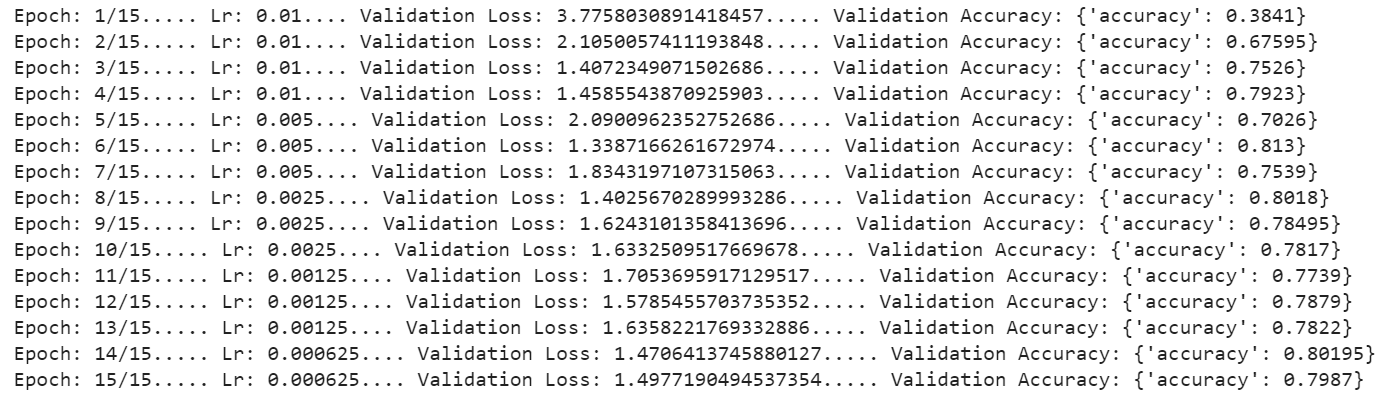 Epoch: 1/15..... Lr: 0.01.... Validation Loss: 3.7758030891418457..... Validation Accuracy: {'accuracy': 0.3841}
Epoch: 2/15..... Lr: 0.01.... Validation Loss: 2.1050057411193848..... Validation Accuracy: {'accuracy': 0.67595}
Epoch: 3/15..... Lr: 0.01.... Validation Loss: 1.4072349071502686..... Validation Accuracy: {'accuracy': 0.7526}
Epoch: 4/15..... Lr: 0.01.... Validation Loss: 1.4585543870925903..... Validation Accuracy: {'accuracy': 0.7923}
Epoch: 5/15..... Lr: 0.005.... Validation Loss: 2.0900962352752686..... Validation Accuracy: {'accuracy': 0.7026}
Epoch: 6/15..... Lr: 0.005.... Validation Loss: 1.3387166261672974..... Validation Accuracy: {'accuracy': 0.813}
Epoch: 7/15..... Lr: 0.005.... Validation Loss: 1.8343197107315063..... Validation Accuracy: {'accuracy': 0.7539}
Epoch: 8/15..... Lr: 0.0025.... Validation Loss: 1.4025670289993286..... Validation Accuracy: {'accuracy': 0.8018}
Epoch: 9/15..... Lr: 0.0025.... Validation Loss: 1.6243101358413696..... Validation Accuracy: {'accuracy': 0.78495}
Epoch: 10/15..... Lr: 0.0025.... Validation Loss: 1.6332509517669678..... Validation Accuracy: {'accuracy': 0.7817}
Epoch: 11/15..... Lr: 0.00125.... Validation Loss: 1.7053695917129517..... Validation Accuracy: {'accuracy': 0.7739}
Epoch: 12/15..... Lr: 0.00125.... Validation Loss: 1.5785455703735352..... Validation Accuracy: {'accuracy': 0.7879}
Epoch: 13/15..... Lr: 0.00125.... Validation Loss: 1.6358221769332886..... Validation Accuracy: {'accuracy': 0.7822}
Epoch: 14/15..... Lr: 0.000625.... Validation Loss: 1.4706413745880127..... Validation Accuracy: {'accuracy': 0.80195}
Epoch: 15/15..... Lr: 0.000625.... Validation Loss: 1.4977190494537354..... Validation Accuracy: {'accuracy': 0.7987}